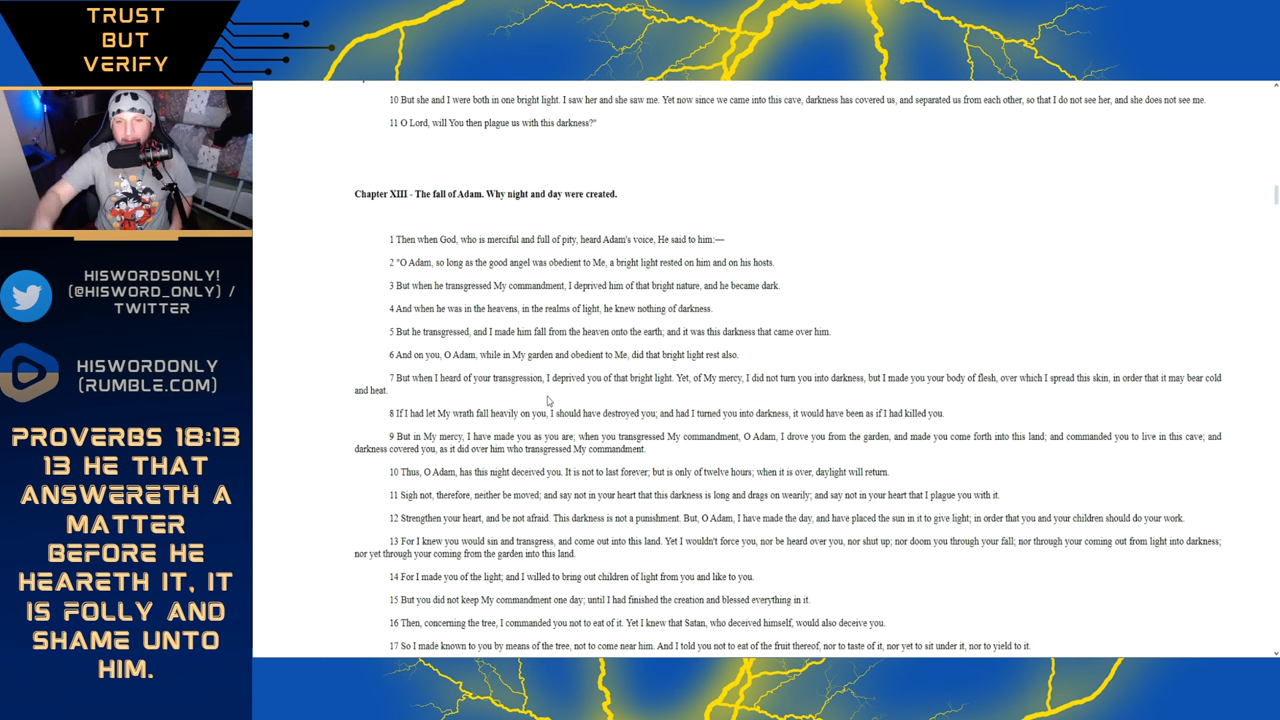 TRUST
BUT
VERIFY
HISWORDSONLY!
(@HISWORD_ONLY) /
TWITTER
HISWORDONLY
(RUMBLE.COM)
PROVERBS 18:13
13 HE THAT
ANSWERETH A
MATTER
BEFORE HE
HEARETH IT, IT
IS FOLLY AND
SHAME UNTO
HIM.
10 But she and I were both in one bright light. I saw her and she saw me. Yet now since we came into this cave, darkness has covered us, and separated us from each other, so that I do not see her, and she does not see me.
11 O Lord, will You then plague us with this darkness?"
Chapter XIII - The fall of Adam. Why night and day were created.
1 Then when God, who is merciful and full of pity, heard Adam's voice, He said to him:—
2 "O Adam, so long as the good angel was obedient to Me, a bright light rested on him and on his hosts.
3 But when he transgressed My commandment, I deprived him of that bright nature, and he became dark.
4 And when he was in the heavens, in the realms of light, he knew nothing of darkness.
5 But he transgressed, and I made him fall from the heaven onto the earth; and it was this darkness that came over him.
6 And on you, O Adam, while in My garden and obedient to Me, did that bright light rest also.
7 But when I heard of your transgression, I deprived you of that bright light. Yet, of My mercy, I did not turn you into darkness, but I made you your body of flesh, over which I spread this skin, in order that it may bear cold
and heat.
8 If I had let My wrath fall heavily on you, I should have destroyed you; and had I turned you into darkness, it would have been as if I had killed you.
9 But in My mercy, I have made you as you are; when you transgressed My commandment, O Adam, I drove you from the garden, and made you come forth into this land; and commanded you to live in this cave; and
darkness covered you, as it did over him who transgressed My commandment.
10 Thus, O Adam, has this night deceived you. It is not to last forever; but is only of twelve hours; when it is over, daylight will return.
11 Sigh not, therefore, neither be moved; and say not in your heart that this darkness is long and drags on wearily; and say not in your heart that I plague you with it.
12 Strengthen your heart, and be not afraid. This darkness is not a punishment. But, O Adam, I have made the day, and have placed the sun in it to give light; in order that you and your children should do your work.
13 For I knew you would sin and transgress, and come out into this land. Yet I wouldn't force you, nor be heard over you, nor shut up; nor doom you through your fall; nor through your coming out from light into darkness;
nor yet through your coming from the garden into this land.
14 For I made you of the light; and I willed to bring out children of light from you and like to you.
15 But you did not keep My commandment one day; until I had finished the creation and blessed everything in it.
16 Then, concerning the tree, I commanded you not to eat of it. Yet I knew that Satan, who deceived himself, would also deceive you.
17 So I made known to you by means of the tree, not to come near him. And I told you not to eat of the fruit thereof, nor to taste of it, nor yet to sit under it, nor to yield to it.